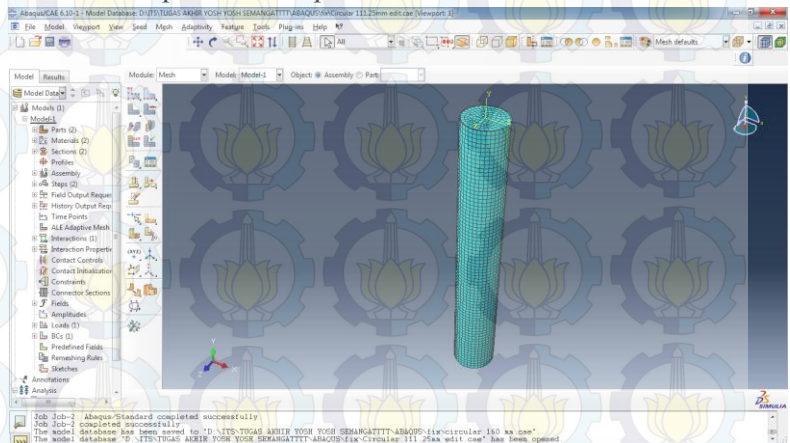 Abaqus/CAE 6.10-1 - Model Database: D:\ITS\TUGAS AKHIR YOSH YOSH SEMANGATTTT\ABAQUS\fix\Circular 111.25mm edit.cae [Viewport: 1]
File Model Viewport View Seed Mesh Adaptivity Feature Tools Plug-ins Help
All
Mesh defaults
Model Results
Module: Mesh Model: Model-1 Object: Assembly Part:
Model Data
Models (1)
Model-1
Parts (2)
Materials (2)
Sections (2)
Profiles
Assembly
Steps (2)
Field Output Reques
History Output Requ
Time Points
ALE Adaptive Mesh
Interactions (1)
Interaction Propertie
Contact Controls
Contact Initialization
Constraints
Connector Sections
Fields
Amplitudes
Loads (1)
BCs (1)
Predefined Fields
Remeshing Rules
Sketches
Annotations
Analysis
Y
Z X
SIMULIA
Job Job-2: Abaqus/Standard completed successfully.
Job Job-2 completed successfully.
The model database has been saved to "D:\ITS\TUGAS AKHIR YOSH YOSH SEMANGATTTT\ABAQUS\fix\circular 160 mm.cae".
The model database "D:\ITS\TUGAS AKHIR YOSH YOSH SEMANGATTTT\ABAQUS\fix\Circular 111.25mm edit.cae" has been opened.